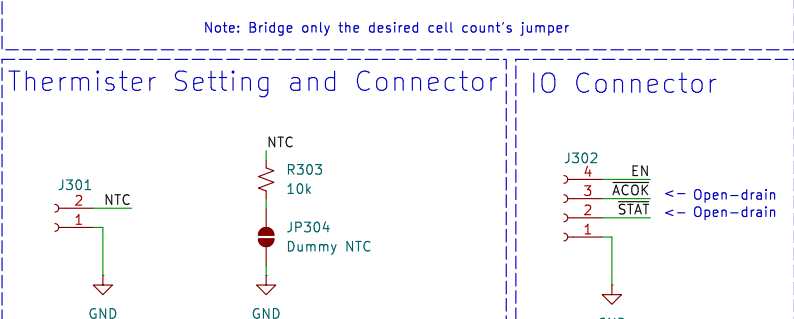 Note: Bridge only the desired cell count's jumper
Thermister Setting and Connector
IO Connector
NTC
J301
2 NTC
1
GND
R303
10k
JP304
Dummy NTC
GND
J302
4 EN
3 ACOK <- Open-drain
2 STAT <- Open-drain
1